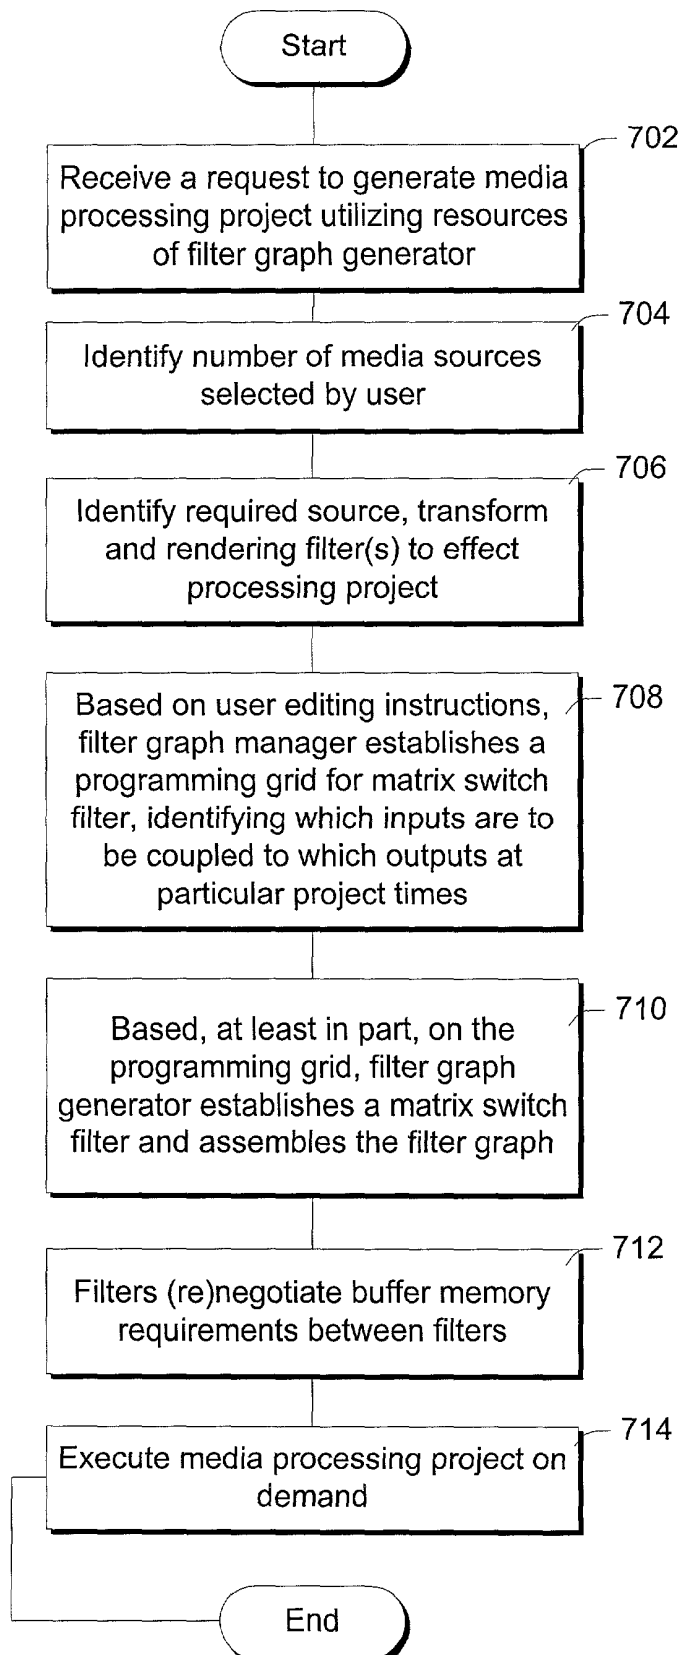 Start
702
Receive a request to generate media
processing project utilizing resources
of filter graph generator
704
Identify number of media sources
selected by user
706
Identify required source, transform
and rendering filter(s) to effect
processing project
708
Based on user editing instructions,
filter graph manager establishes a
programming grid for matrix switch
filter, identifying which inputs are to
be coupled to which outputs at
particular project times
710
Based, at least in part, on the
programming grid, filter graph
generator establishes a matrix switch
filter and assembles the filter graph
712
Filters (re)negotiate buffer memory
requirements between filters
714
Execute media processing project on
demand
End